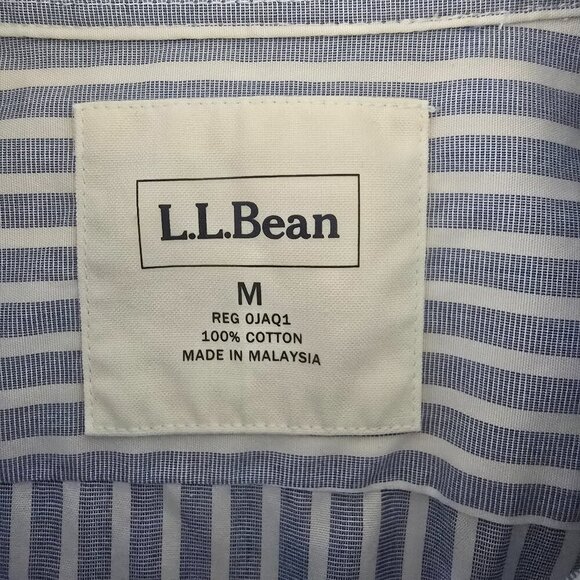 L.L.Bean
M
REG 0JAQ1
100% COTTON
MADE IN MALAYSIA